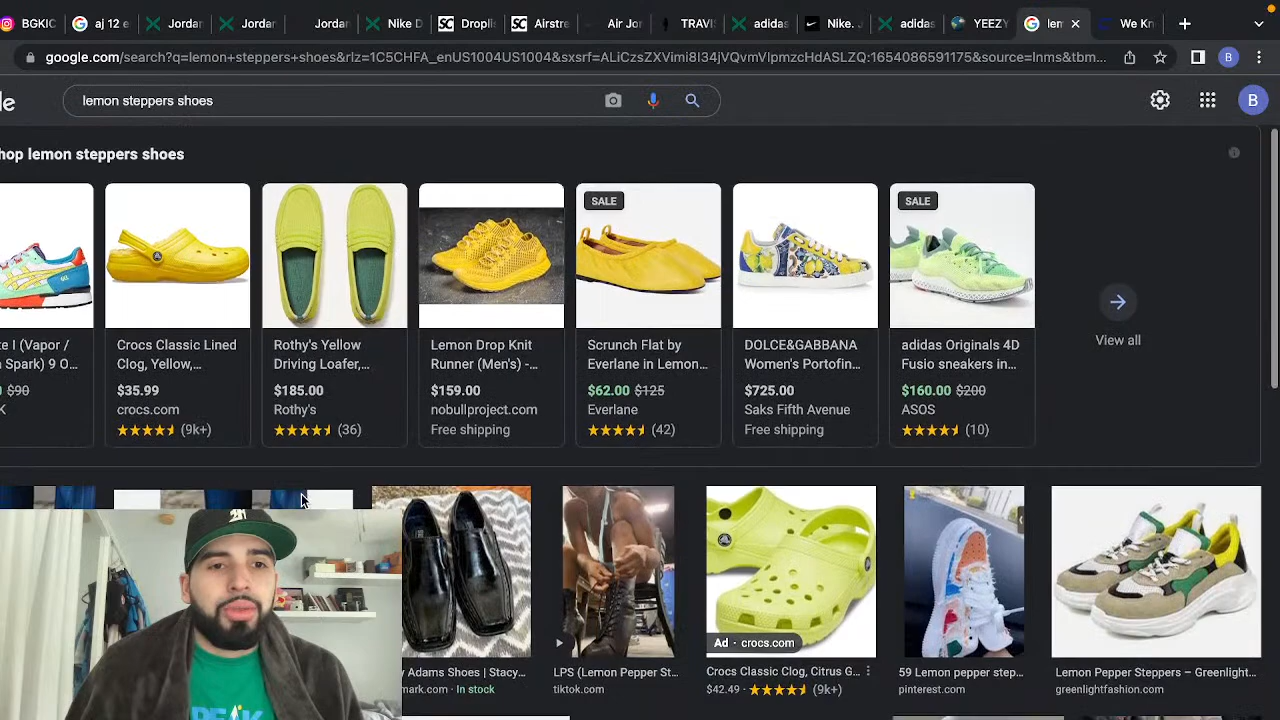 BGKIC
aj 12 e
Jordar
Jordar
Jordar
Nike D
Droplis
Airstre
Air Jor
TRAVIS
adidas
Nike. J
adidas
YEEZY
lem
We Kno
google.com/search?q=lemon+steppers+shoes&rlz=1C5CHFA_enUS1004US1004&sxsrf=ALiCzsZXVimi8I34jVQvmVIpmzcHdASLZQ:1654086591175&source=lnms&tbm...
B
le
lemon steppers shoes
B
hop lemon steppers shoes
SALE
SALE
te I (Vapor /
Spark) 9 O...
$90
K
Crocs Classic Lined
Clog, Yellow,...
$35.99
crocs.com
(9k+)
Rothy's Yellow
Driving Loafer,...
$185.00
Rothy's
(36)
Lemon Drop Knit
Runner (Men's) -...
$159.00
nobullproject.com
Free shipping
Scrunch Flat by
Everlane in Lemon...
$62.00 $125
Everlane
(42)
DOLCE&GABBANA
Women's Portofin...
$725.00
Saks Fifth Avenue
Free shipping
adidas Originals 4D
Fusio sneakers in...
$160.00 $200
ASOS
(10)
View all
Ad · crocs.com
y Adams Shoes | Stacy...
mark.com · In stock
LPS (Lemon Pepper St...
tiktok.com
Crocs Classic Clog, Citrus G...
$42.49 (9k+)
59 Lemon pepper step...
pinterest.com
Lemon Pepper Steppers – Greenlight...
greenlightfashion.com